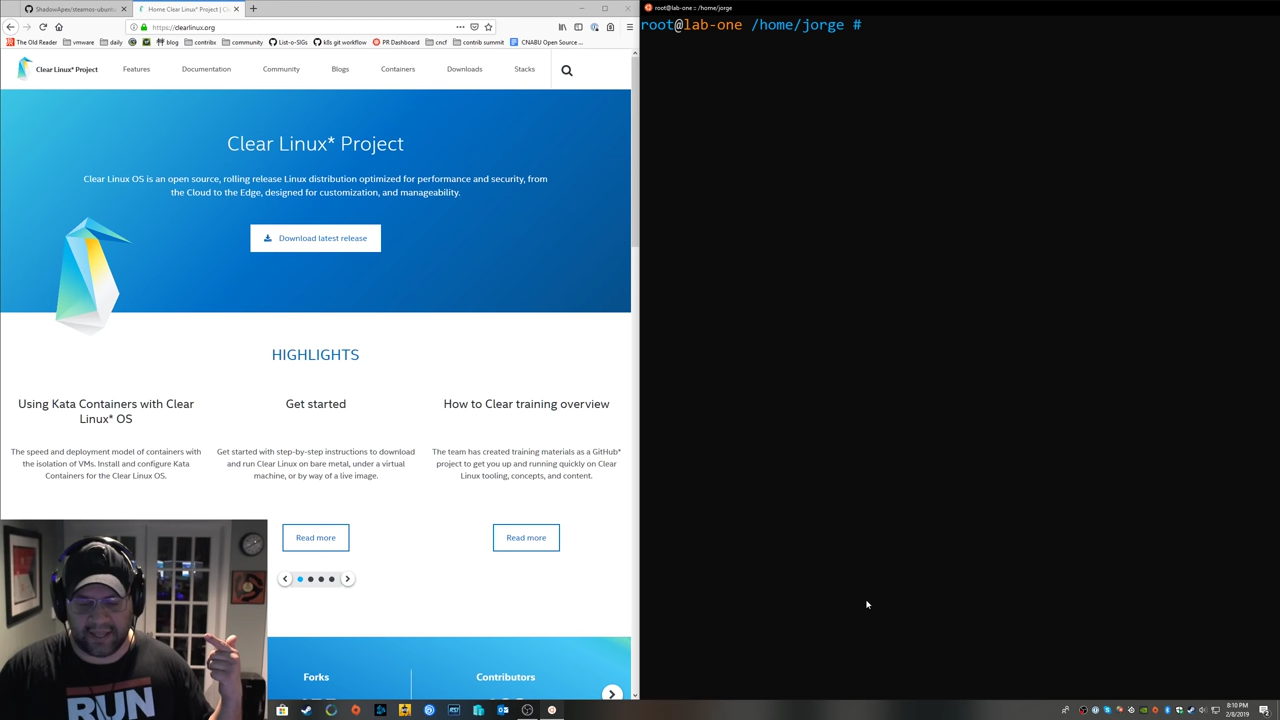 ShadowApex/steamos-ubuntu
Home Clear Linux* Project | Cl
https://clearlinux.org
The Old Reader
vmware
daily
blog
contribx
community
List-o-SIGs
k8s git workflow
PR Dashboard
cncf
contrib summit
CNABU Open Source ...
Clear Linux* Project
Features
Documentation
Community
Blogs
Containers
Downloads
Stacks
Clear Linux* Project
Clear Linux OS is an open source, rolling release Linux distribution optimized for performance and security, from
the Cloud to the Edge, designed for customization, and manageability.
Download latest release
HIGHLIGHTS
Using Kata Containers with Clear
Linux* OS
The speed and deployment model of containers with
the isolation of VMs. Install and configure Kata
Containers for the Clear Linux OS.
Get started
Get started with step-by-step instructions to download
and run Clear Linux on bare metal, under a virtual
machine, or by way of a live image.
Read more
How to Clear training overview
The team has created training materials as a GitHub*
project to get you up and running quickly on Clear
Linux tooling, concepts, and content.
Read more
Forks
Contributors
RUN
root@lab-one :: /home/jorge
root@lab-one /home/jorge #
8:10 PM
2/8/2019